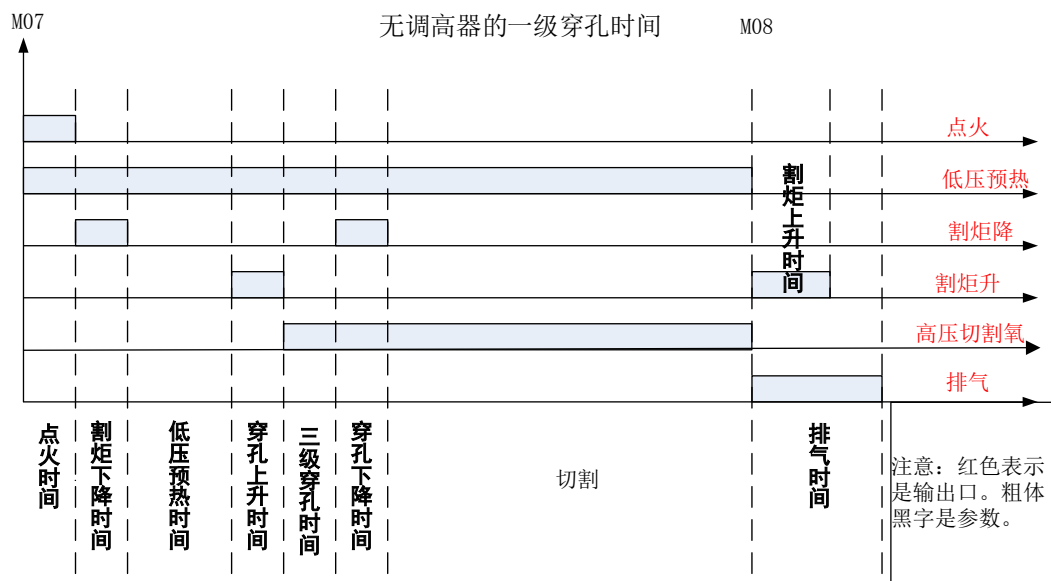 M07
无调高器的一级穿孔时间
M08
点火
低压预热
割炬降
割炬升
高压切割氧
排气
割炬上升时间
点火时间
割炬下降时间
低压预热时间
穿孔上升时间
三级穿孔时间
穿孔下降时间
切割
排气时间
注意：红色表示
是输出口。粗体
黑字是参数。